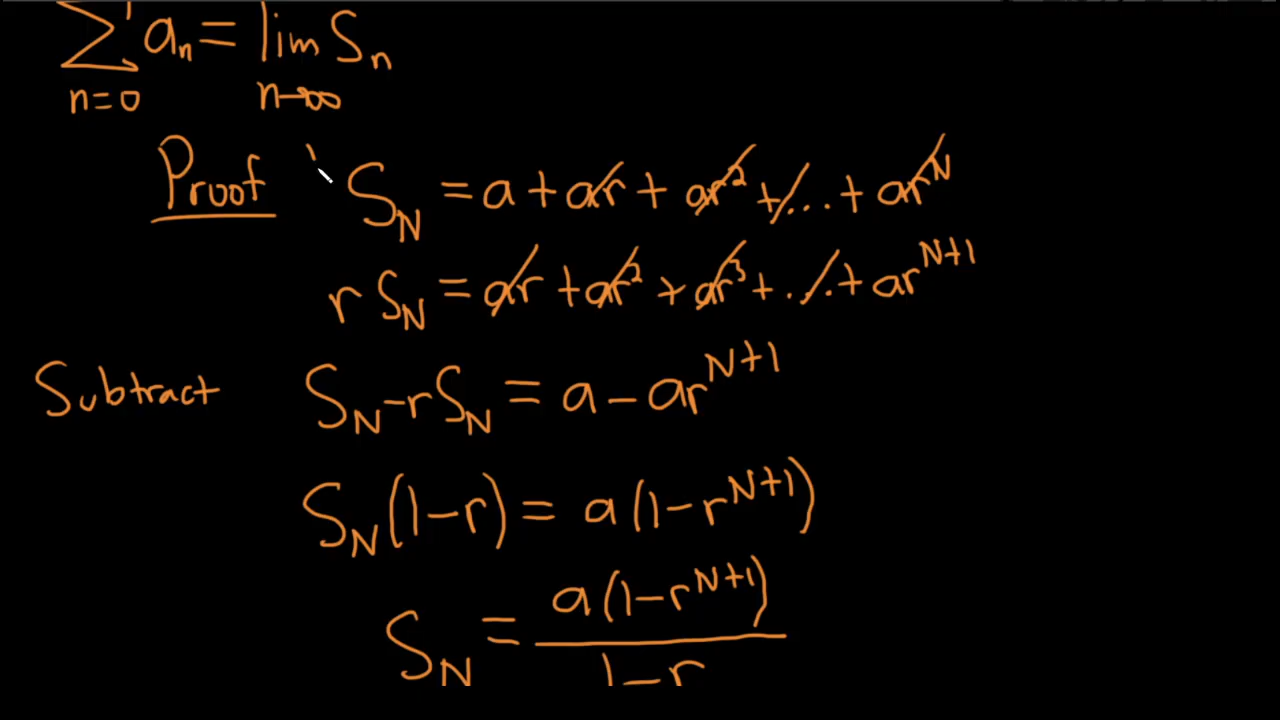 ∑ aₙ = lim Sₙ
n=0 n→∞
Proof S_N = a + ar + ar² + ... + ar^N
r S_N = ar + ar² + ar³ + ... + ar^(N+1)
Subtract S_N - r S_N = a - ar^(N+1)
S_N (1-r) = a (1-r^(N+1))
S_N = a (1-r^(N+1))
1-r